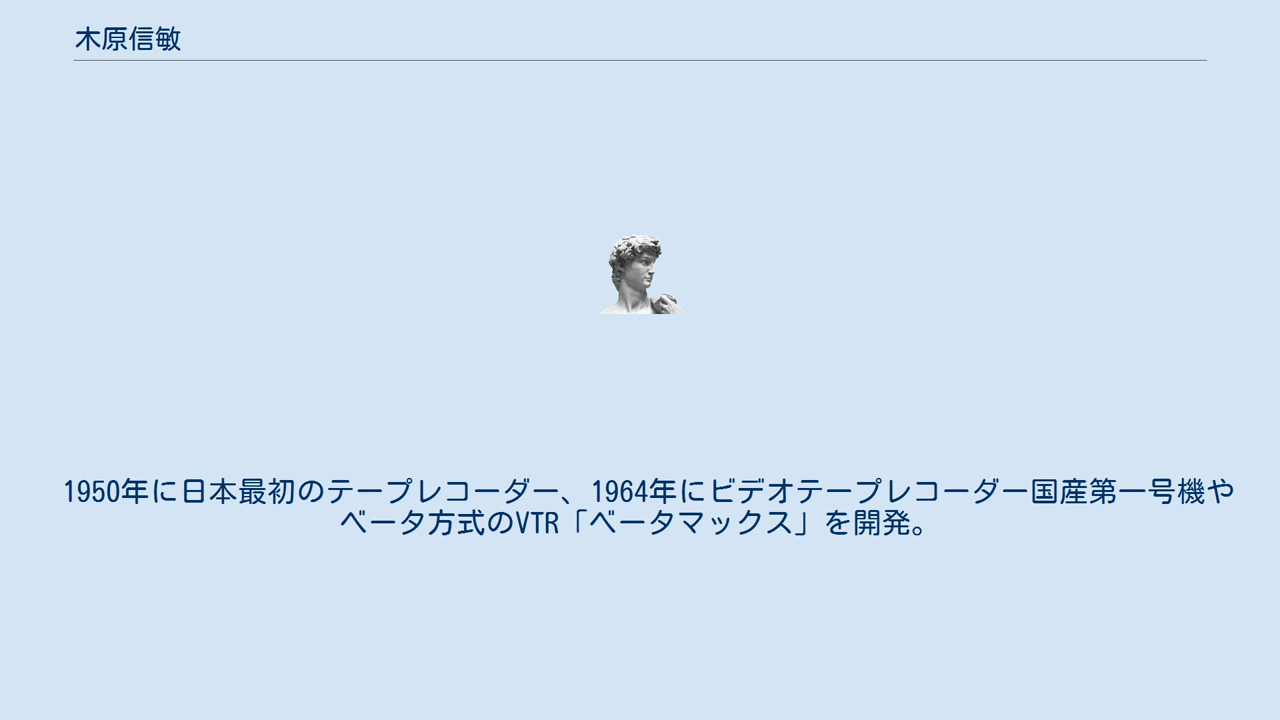 木原信敏
1950年に日本最初のテープレコーダー、1964年にビデオテープレコーダー国産第一号機や
ベータ方式のVTR「ベータマックス」を開発。